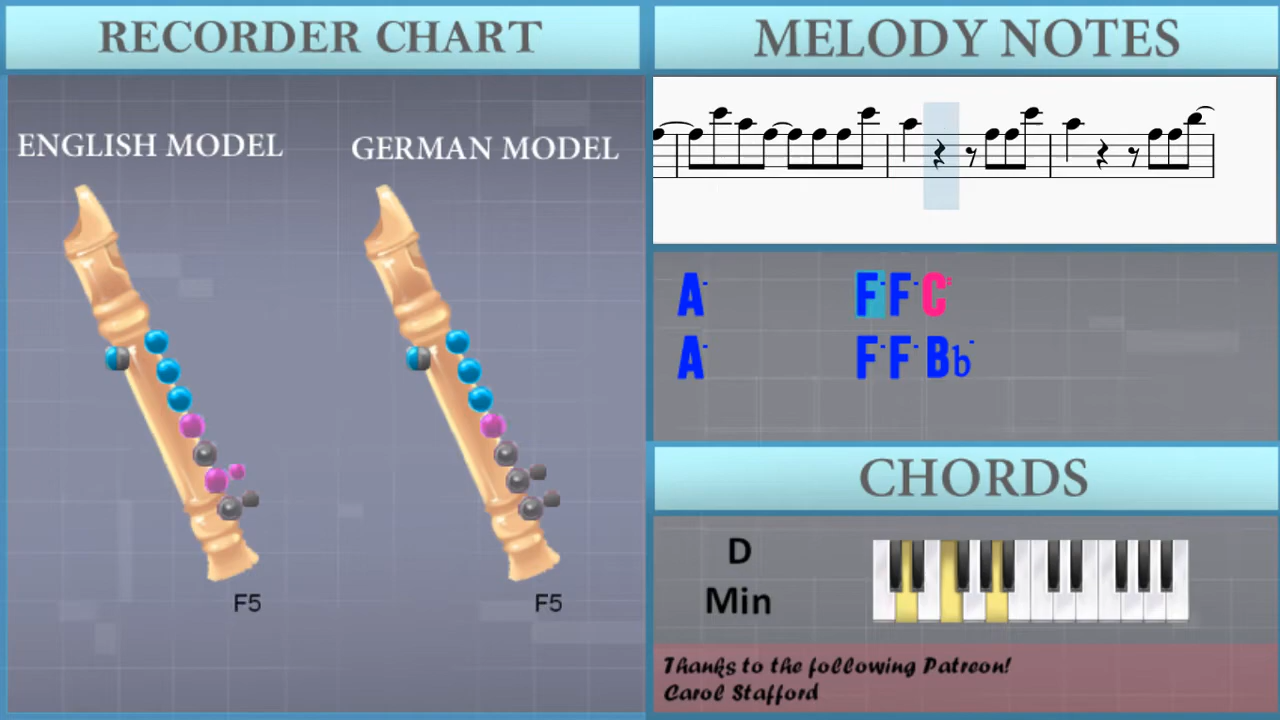 RECORDER CHART
ENGLISH MODEL
GERMAN MODEL
F5
F5
MELODY NOTES
A· F· F· C:
A· F· F· Bb·
CHORDS
D
Min
Thanks to the following Patreon!
Carol Stafford